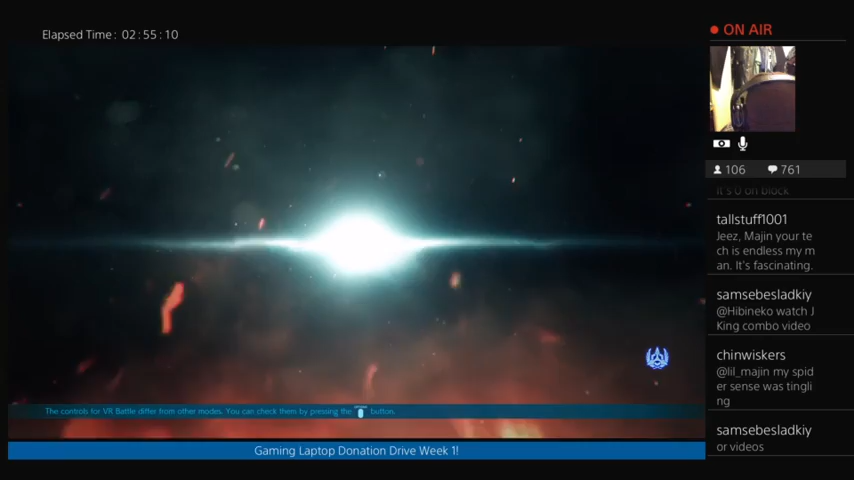 Elapsed Time: 02:55:10
ON AIR
106 761
It's 0 on block
tallstuff1001
Jeez, Majin your te
ch is endless my m
an. It's fascinating.
samsebesladkiy
@Hibineko watch J
King combo video
chinwiskers
@lil_majin my spid
er sense was tingli
ng
samsebesladkiy
or videos
The controls for VR Battle differ from other modes. You can check them by pressing the button.
Gaming Laptop Donation Drive Week 1!